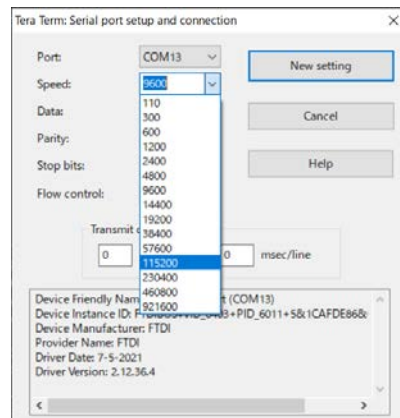 Tera Term: Serial port setup and connection
Port: COM13 New setting
Speed: 9600
110
Data: 300 Cancel
600
Parity: 1200
2400
Stop bits: 4800 Help
9600
Flow control: 14400
19200
Transmit 38400
57600
0 115200 0 msec/line
230400
460800
Device Friendly Nam (COM13)
921600
Device Instance ID: PID_6011+5&1CAFDE86&
Device Manufacturer: FTDI
Provider Name: FTDI
Driver Date: 7-5-2021
Driver Version: 2.12.36.4